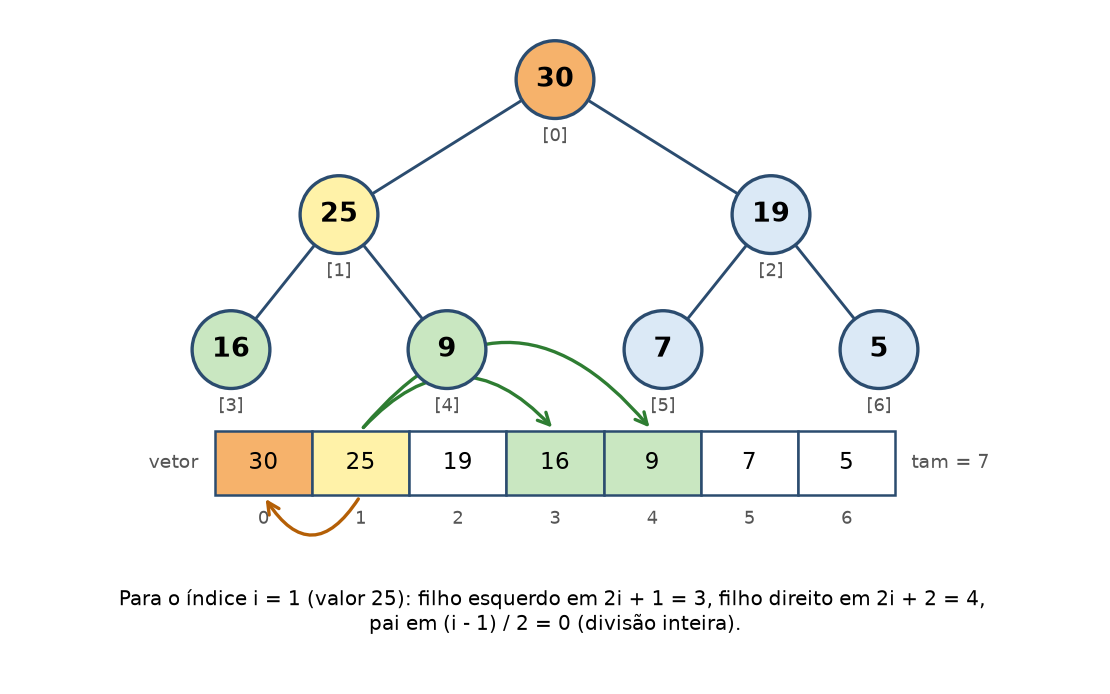 30
[0]
25
19
[1]
[2]
16
9
7
5
[3]
[4]
[5]
[6]
vetor
30 25 19 16 9 7 5
tam = 7
0 1 2 3 4 5 6
Para o índice i = 1 (valor 25): filho esquerdo em 2i + 1 = 3, filho direito em 2i + 2 = 4,
pai em (i - 1) / 2 = 0 (divisão inteira).